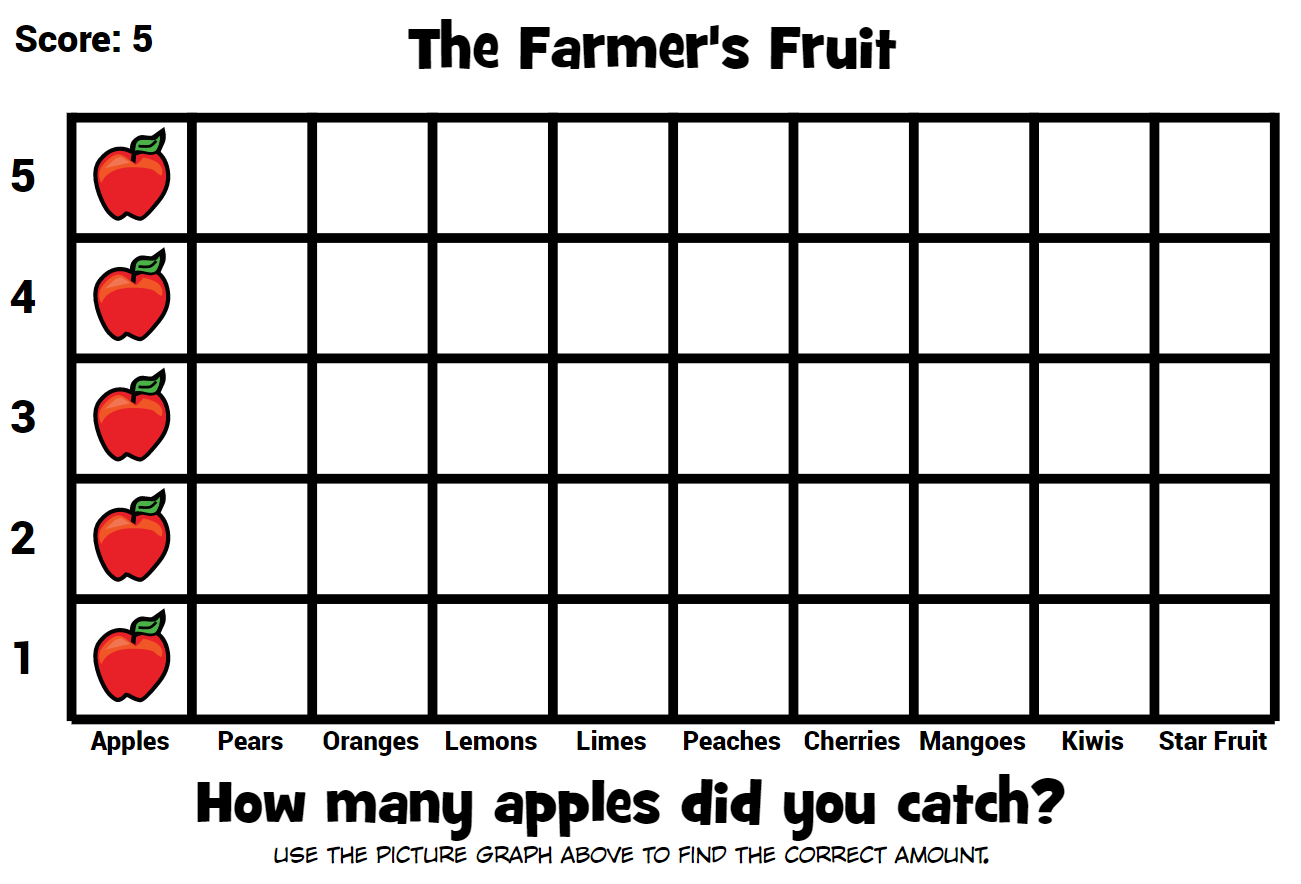 Score: 5
The Farmer's Fruit
5
4
3
2
1
Apples Pears Oranges Lemons Limes Peaches Cherries Mangoes Kiwis Star Fruit
How many apples did you catch?
USE THE PICTURE GRAPH ABOVE TO FIND THE CORRECT AMOUNT.